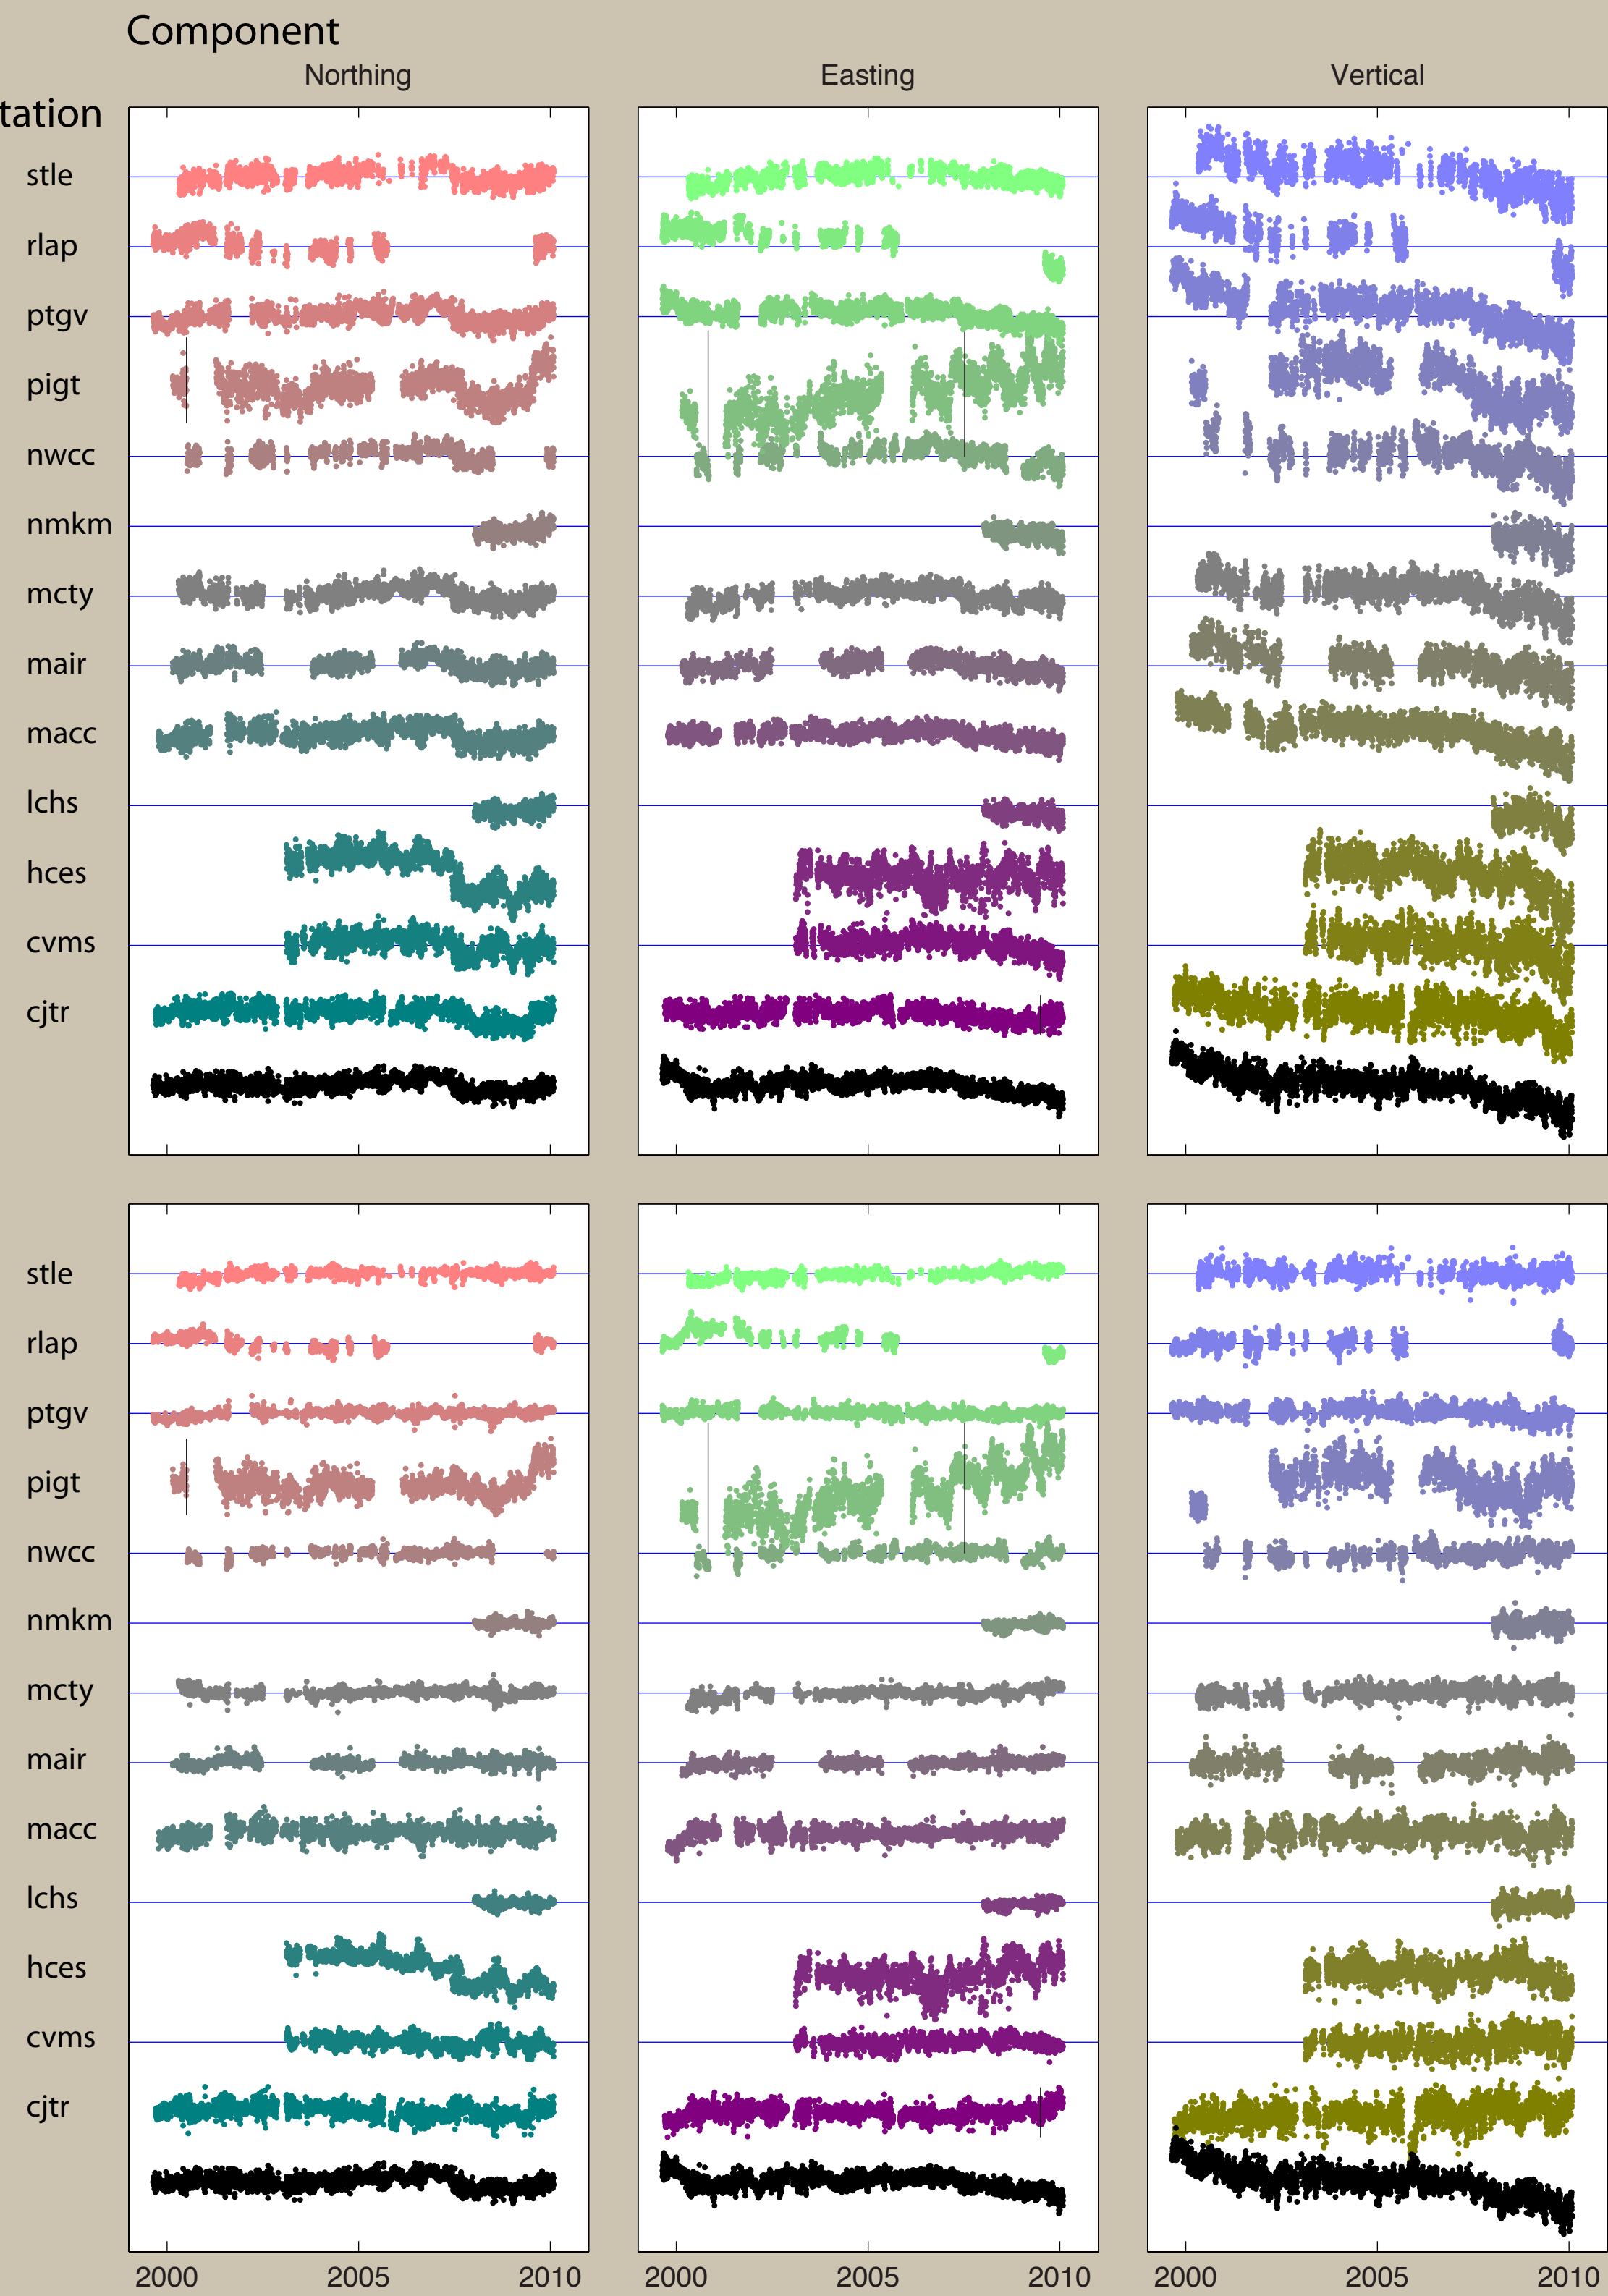 Component
Northing Easting Vertical
tation
stle
rlap
ptgv
pigt
nwcc
nmkm
mcty
mair
macc
lchs
hces
cvms
cjtr
stle
rlap
ptgv
pigt
nwcc
nmkm
mcty
mair
macc
lchs
hces
cvms
cjtr
2000 2005 2010 2000 2005 2010 2000 2005 2010